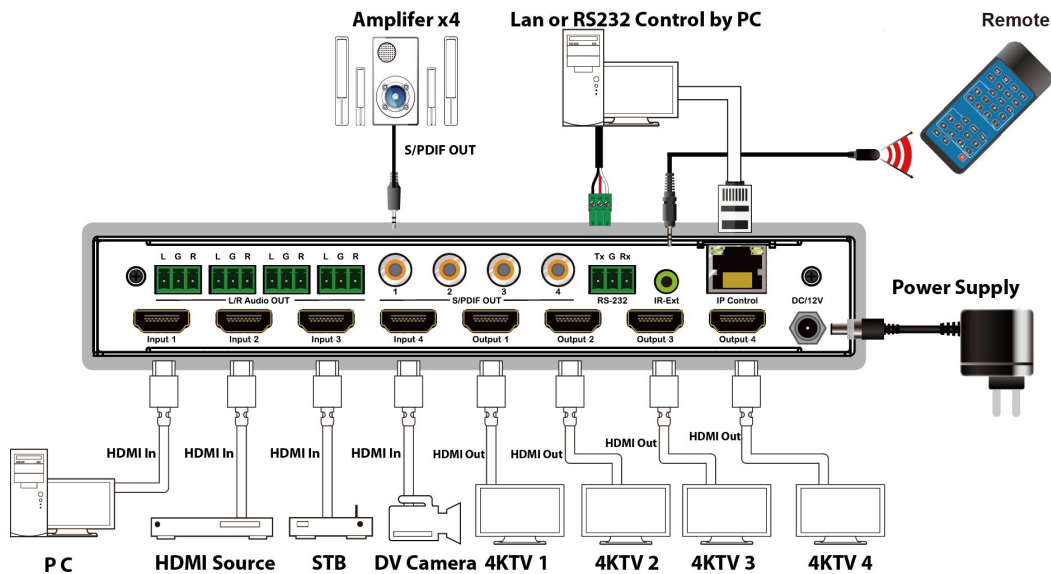 Amplifer x4
Lan or RS232 Control by PC
Remote
S/PDIF OUT
L G R L G R L G R L G R
1 2 3 4
Tx G Rx
L/R Audio OUT
S/PDIF OUT
RS-232
IR-Ext
IP Control
DC/12V
Power Supply
Input 1
Input 2
Input 3
Input 4
Output 1
Output 2
Output 3
Output 4
HDMI In
HDMI In
HDMI In
HDMI In
HDMI Out
HDMI Out
HDMI Out
HDMI Out
PC
HDMI Source
STB
DV Camera
4KTV 1
4KTV 2
4KTV 3
4KTV 4